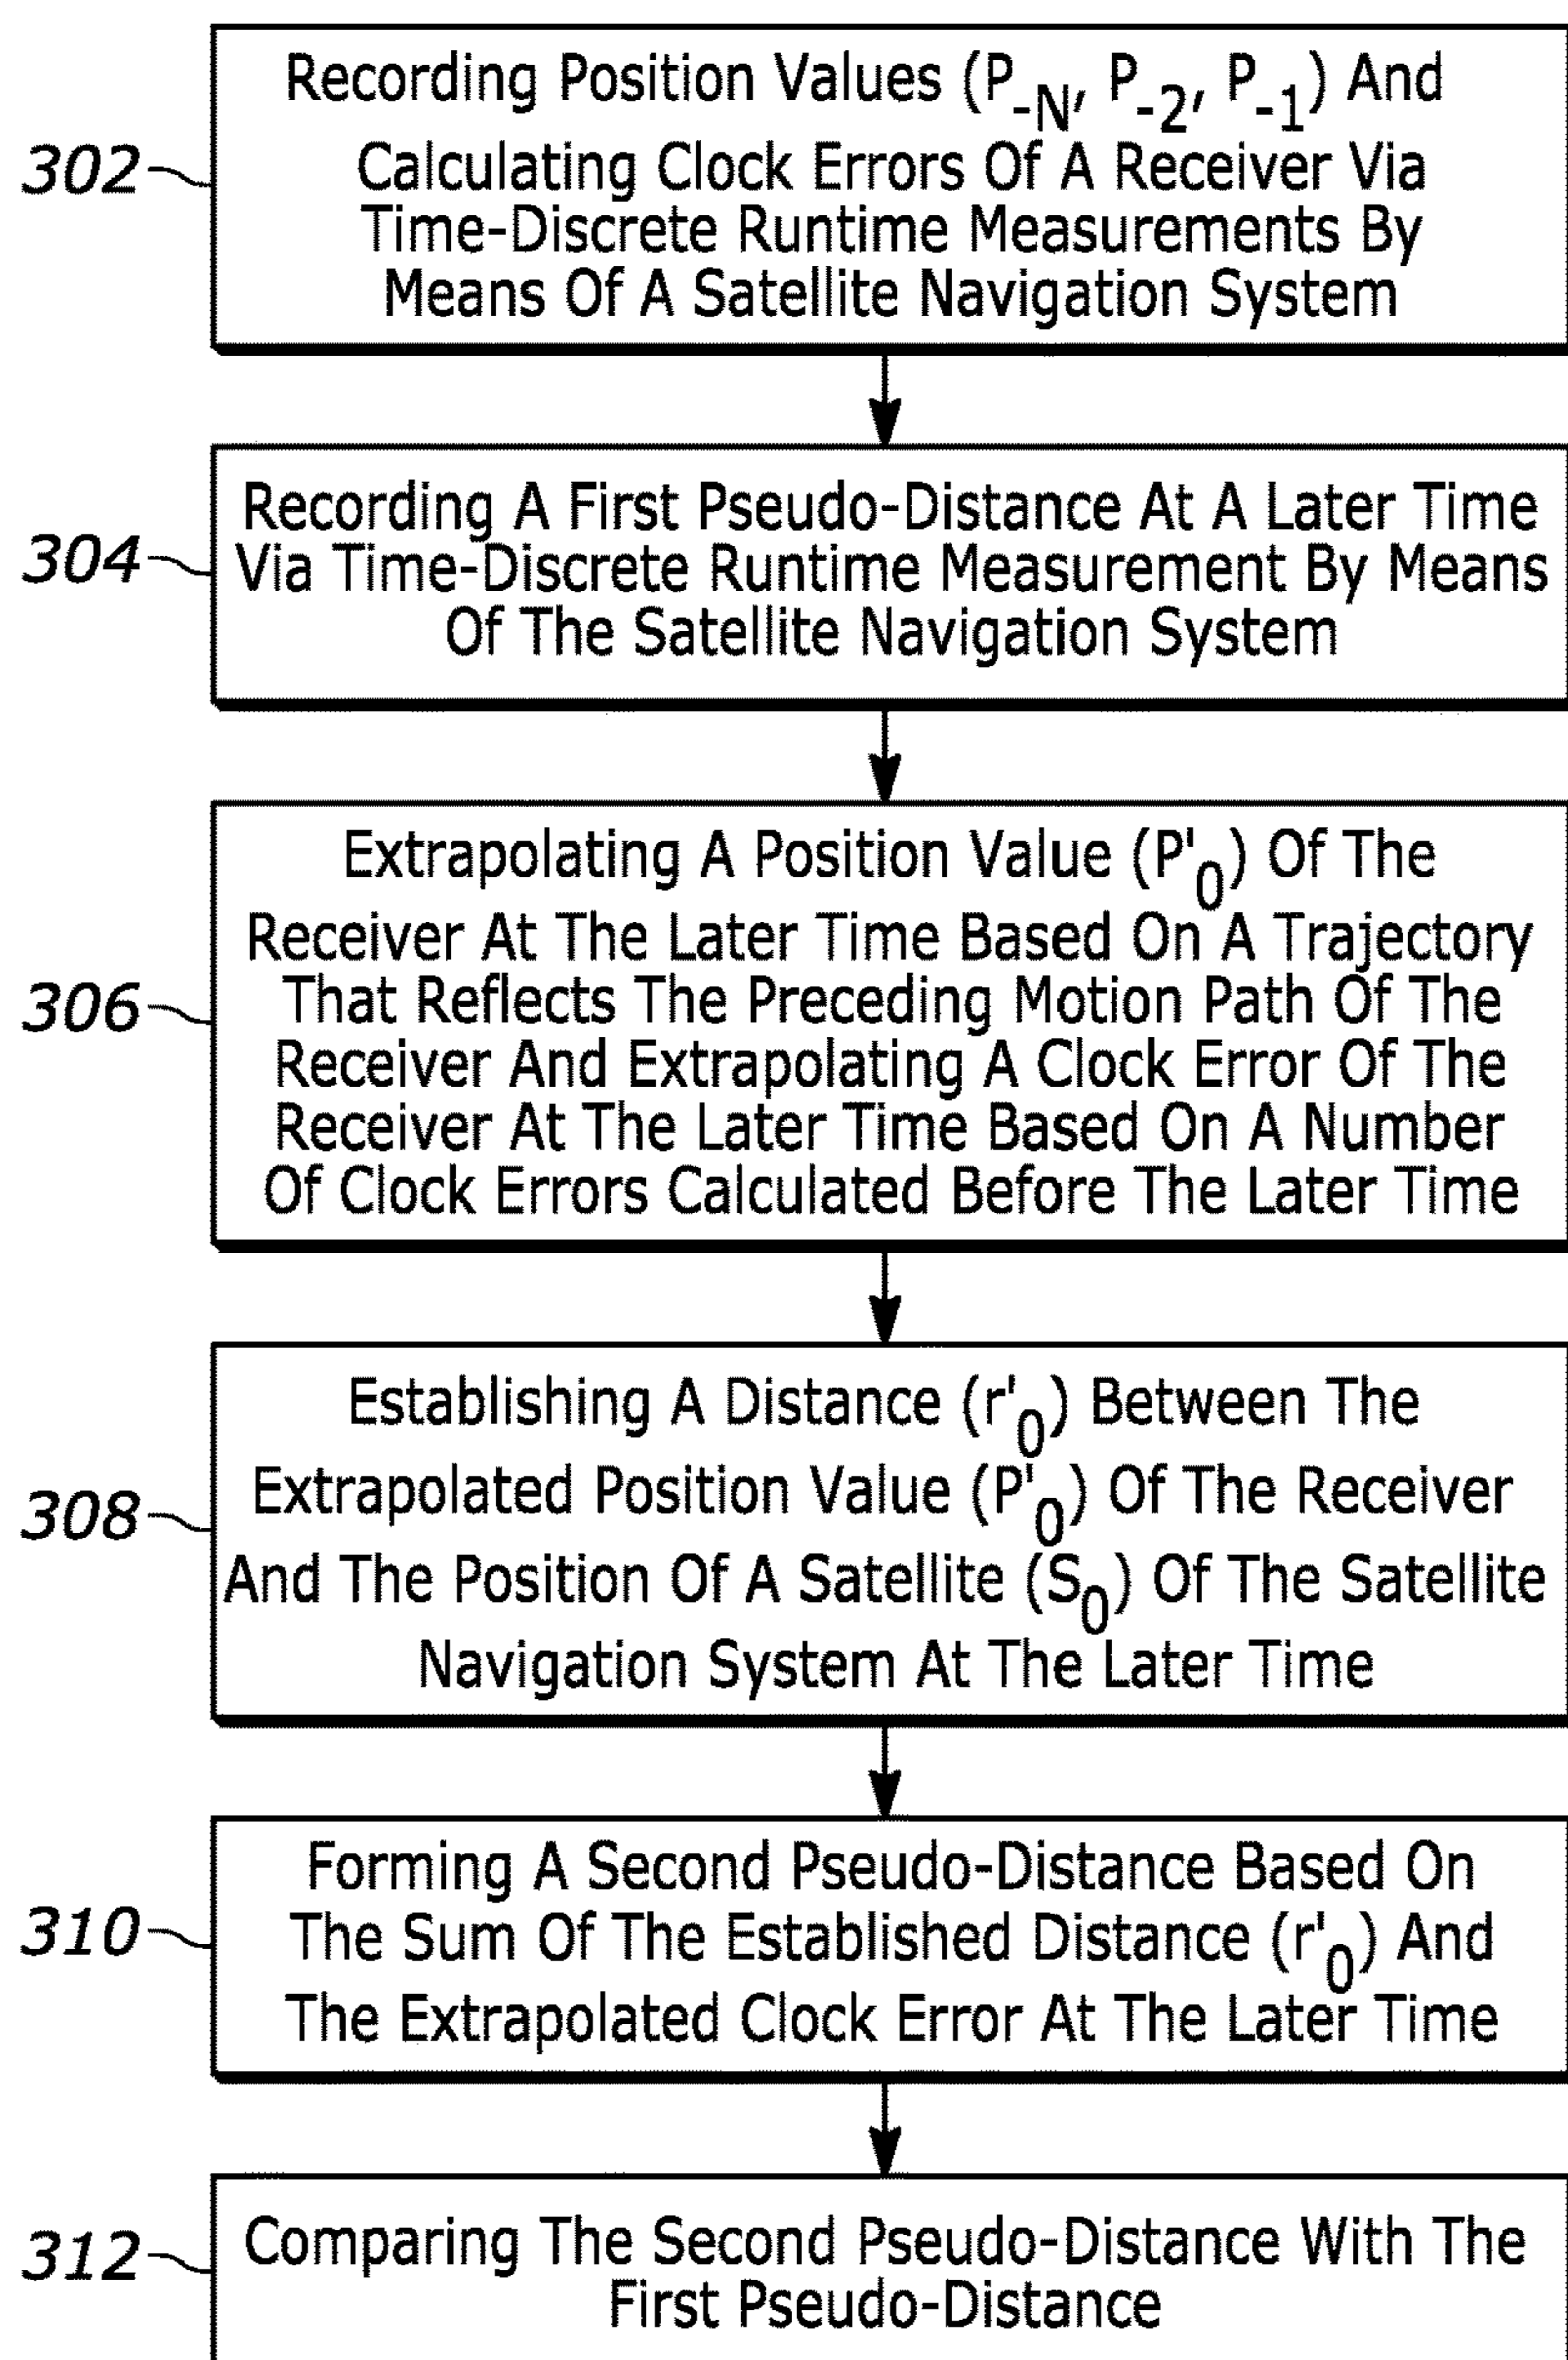 Recording Position Values (P-N, P-2, P-1) And
302
Calculating Clock Errors Of A Receiver Via
Time-Discrete Runtime Measurements By
Means Of A Satellite Navigation System
Recording A First Pseudo-Distance At A Later Time
304
Via Time-Discrete Runtime Measurement By Means
Of The Satellite Navigation System
Extrapolating A Position Value (P'0) Of The
Receiver At The Later Time Based On A Trajectory
306
That Reflects The Preceding Motion Path Of The
Receiver And Extrapolating A Clock Error Of The
Receiver At The Later Time Based On A Number
Of Clock Errors Calculated Before The Later Time
Establishing A Distance (r'0) Between The
Extrapolated Position Value (P'0) Of The Receiver
308
And The Position Of A Satellite (S0) Of The Satellite
Navigation System At The Later Time
Forming A Second Pseudo-Distance Based On
310
The Sum Of The Established Distance (r'0) And
The Extrapolated Clock Error At The Later Time
312
Comparing The Second Pseudo-Distance With The
First Pseudo-Distance